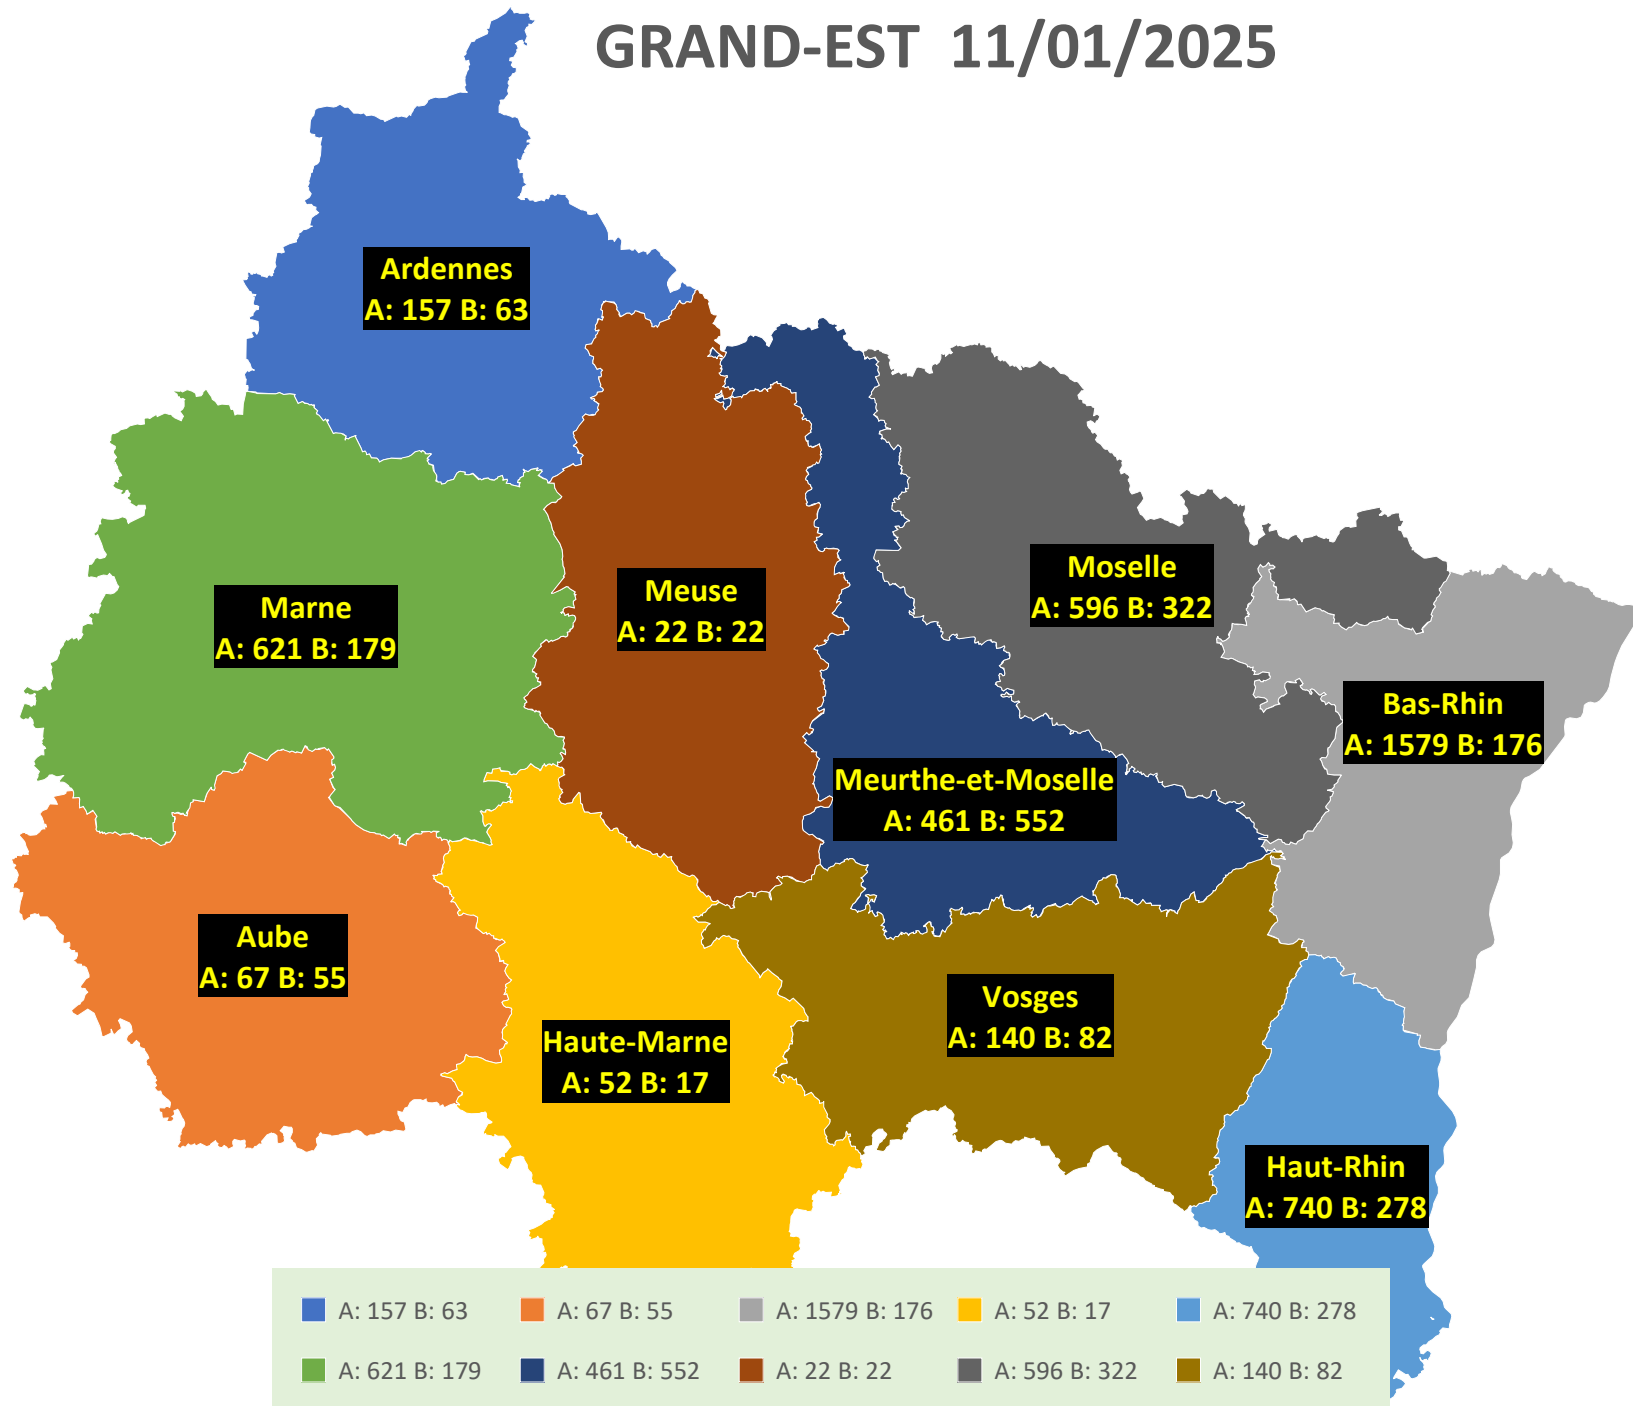 GRAND-EST 11/01/2025
Ardennes
A: 157 B: 63
Marne
A: 621 B: 179
Meuse
A: 22 B: 22
Moselle
A: 596 B: 322
Bas-Rhin
A: 1579 B: 176
Meurthe-et-Moselle
A: 461 B: 552
Aube
A: 67 B: 55
Haute-Marne
A: 52 B: 17
Vosges
A: 140 B: 82
Haut-Rhin
A: 740 B: 278
A: 157 B: 63
A: 67 B: 55
A: 1579 B: 176
A: 52 B: 17
A: 740 B: 278
A: 621 B: 179
A: 461 B: 552
A: 22 B: 22
A: 596 B: 322
A: 140 B: 82